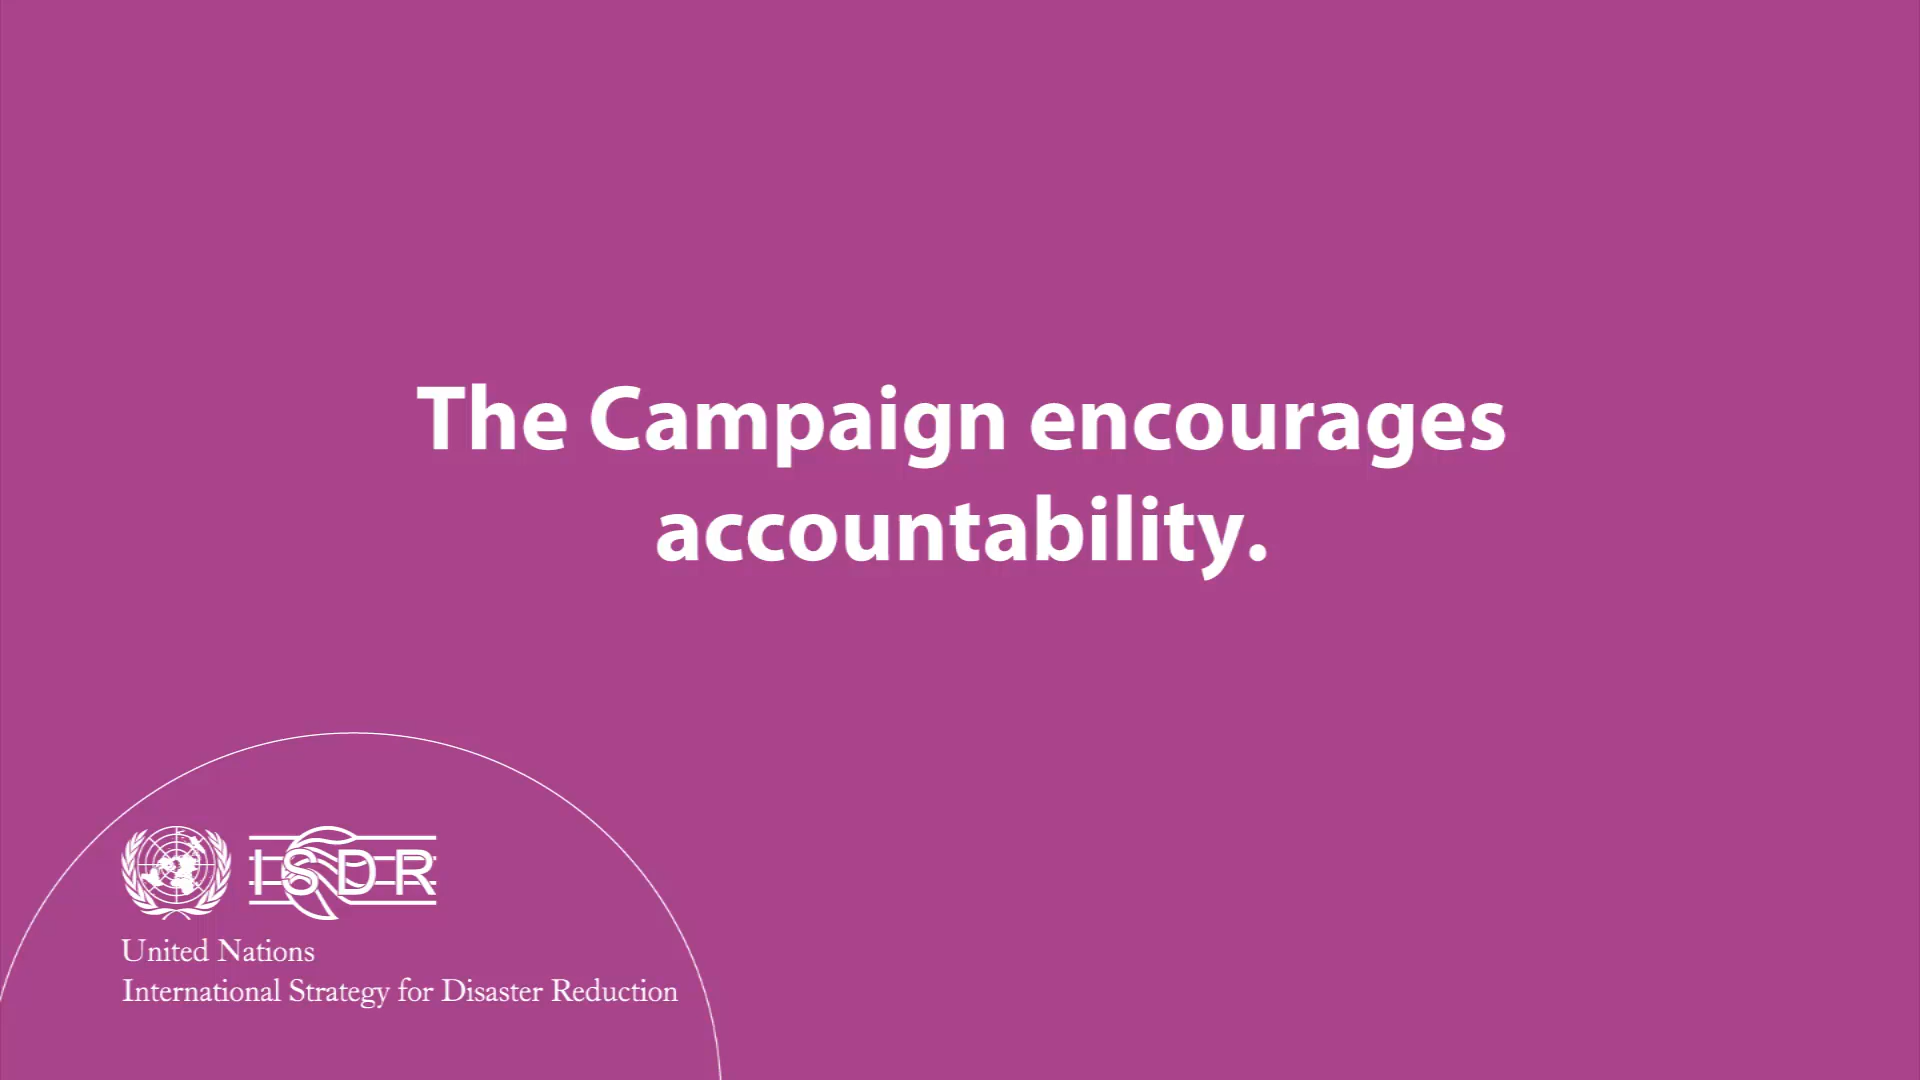 The Campaign encourages
accountability.
ISDR
United Nations
International Strategy for Disaster Reduction